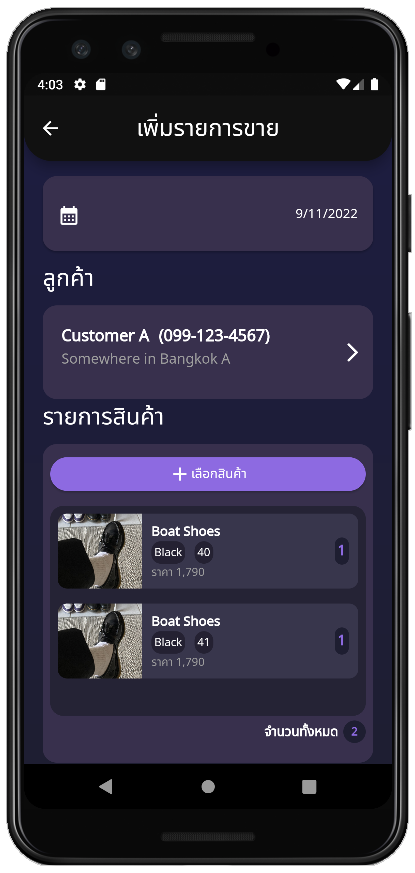 4:03
เพิ่มรายการขาย
9/11/2022
ลูกค้า
Customer A (099-123-4567)
Somewhere in Bangkok A
รายการสินค้า
+ เลือกสินค้า
Boat Shoes
Black 40
1
ราคา 1,790
Boat Shoes
Black 41
1
ราคา 1,790
จำนวนทั้งหมด 2